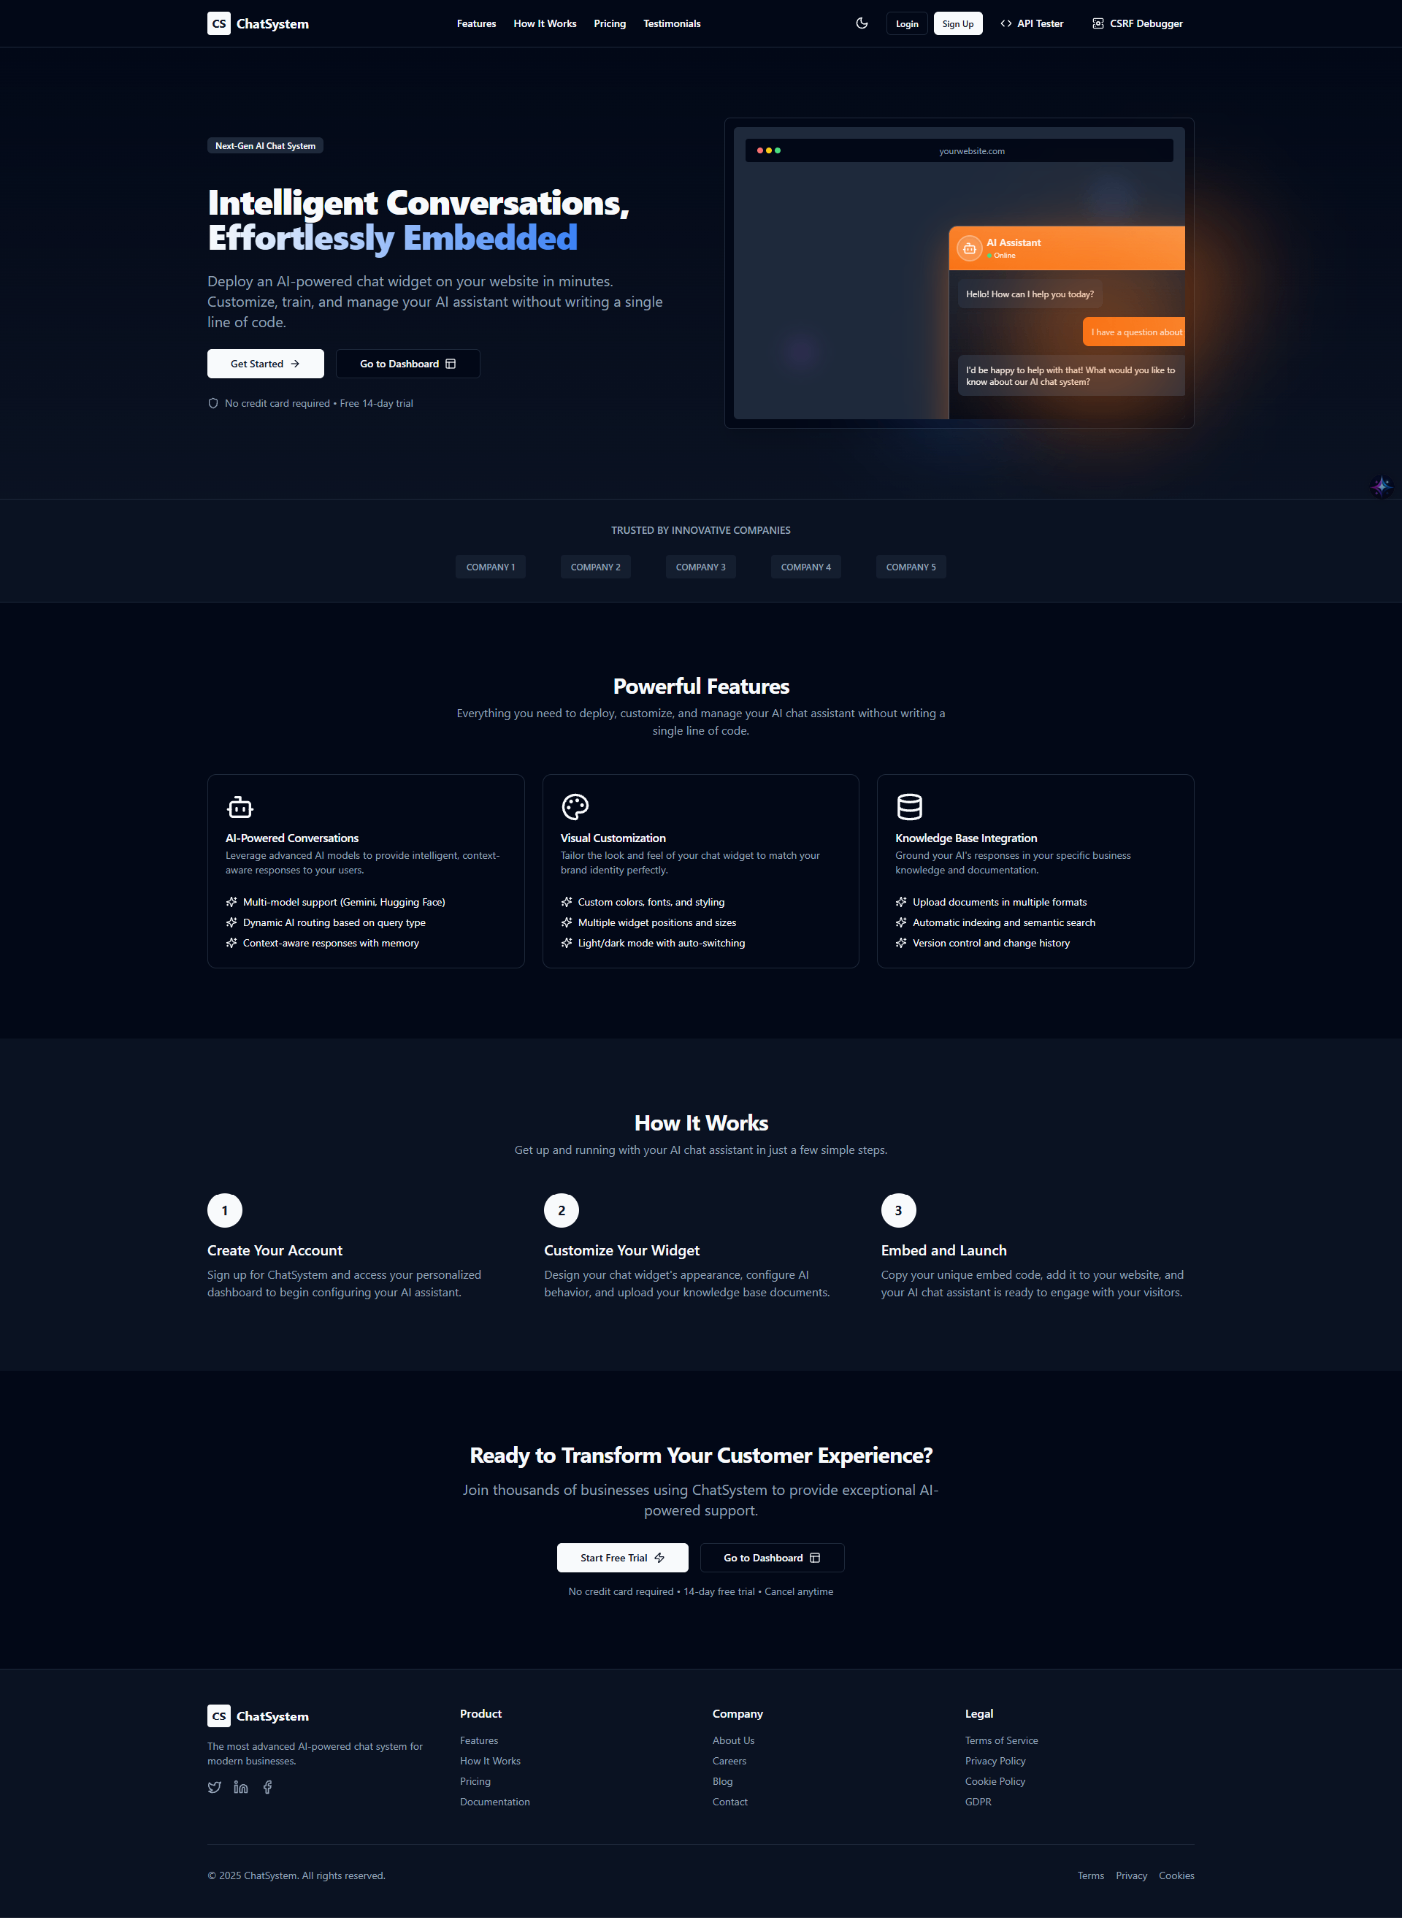 CS ChatSystem
Features How It Works Pricing Testimonials
Login Sign Up API Tester CSRF Debugger
Next-Gen AI Chat System
Intelligent Conversations,
Effortlessly Embedded
Deploy an AI-powered chat widget on your website in minutes.
Customize, train, and manage your AI assistant without writing a single
line of code.
Get Started Go to Dashboard
No credit card required • Free 14-day trial
yourwebsite.com
AI Assistant
Online
Hello! How can I help you today?
I have a question about
I'd be happy to help with that! What would you like to
know about our AI chat system?
TRUSTED BY INNOVATIVE COMPANIES
COMPANY 1 COMPANY 2 COMPANY 3 COMPANY 4 COMPANY 5
Powerful Features
Everything you need to deploy, customize, and manage your AI chat assistant without writing a
single line of code.
AI-Powered Conversations
Leverage advanced AI models to provide intelligent, context-
aware responses to your users.
Multi-model support (Gemini, Hugging Face)
Dynamic AI routing based on query type
Context-aware responses with memory
Visual Customization
Tailor the look and feel of your chat widget to match your
brand identity perfectly.
Custom colors, fonts, and styling
Multiple widget positions and sizes
Light/dark mode with auto-switching
Knowledge Base Integration
Ground your AI's responses in your specific business
knowledge and documentation.
Upload documents in multiple formats
Automatic indexing and semantic search
Version control and change history
How It Works
Get up and running with your AI chat assistant in just a few simple steps.
1
Create Your Account
Sign up for ChatSystem and access your personalized
dashboard to begin configuring your AI assistant.
2
Customize Your Widget
Design your chat widget's appearance, configure AI
behavior, and upload your knowledge base documents.
3
Embed and Launch
Copy your unique embed code, add it to your website, and
your AI chat assistant is ready to engage with your visitors.
Ready to Transform Your Customer Experience?
Join thousands of businesses using ChatSystem to provide exceptional AI-
powered support.
Start Free Trial Go to Dashboard
No credit card required • 14-day free trial • Cancel anytime
CS ChatSystem
The most advanced AI-powered chat system for
modern businesses.
Product
Features
How It Works
Pricing
Documentation
Company
About Us
Careers
Blog
Contact
Legal
Terms of Service
Privacy Policy
Cookie Policy
GDPR
© 2025 ChatSystem. All rights reserved.
Terms Privacy Cookies